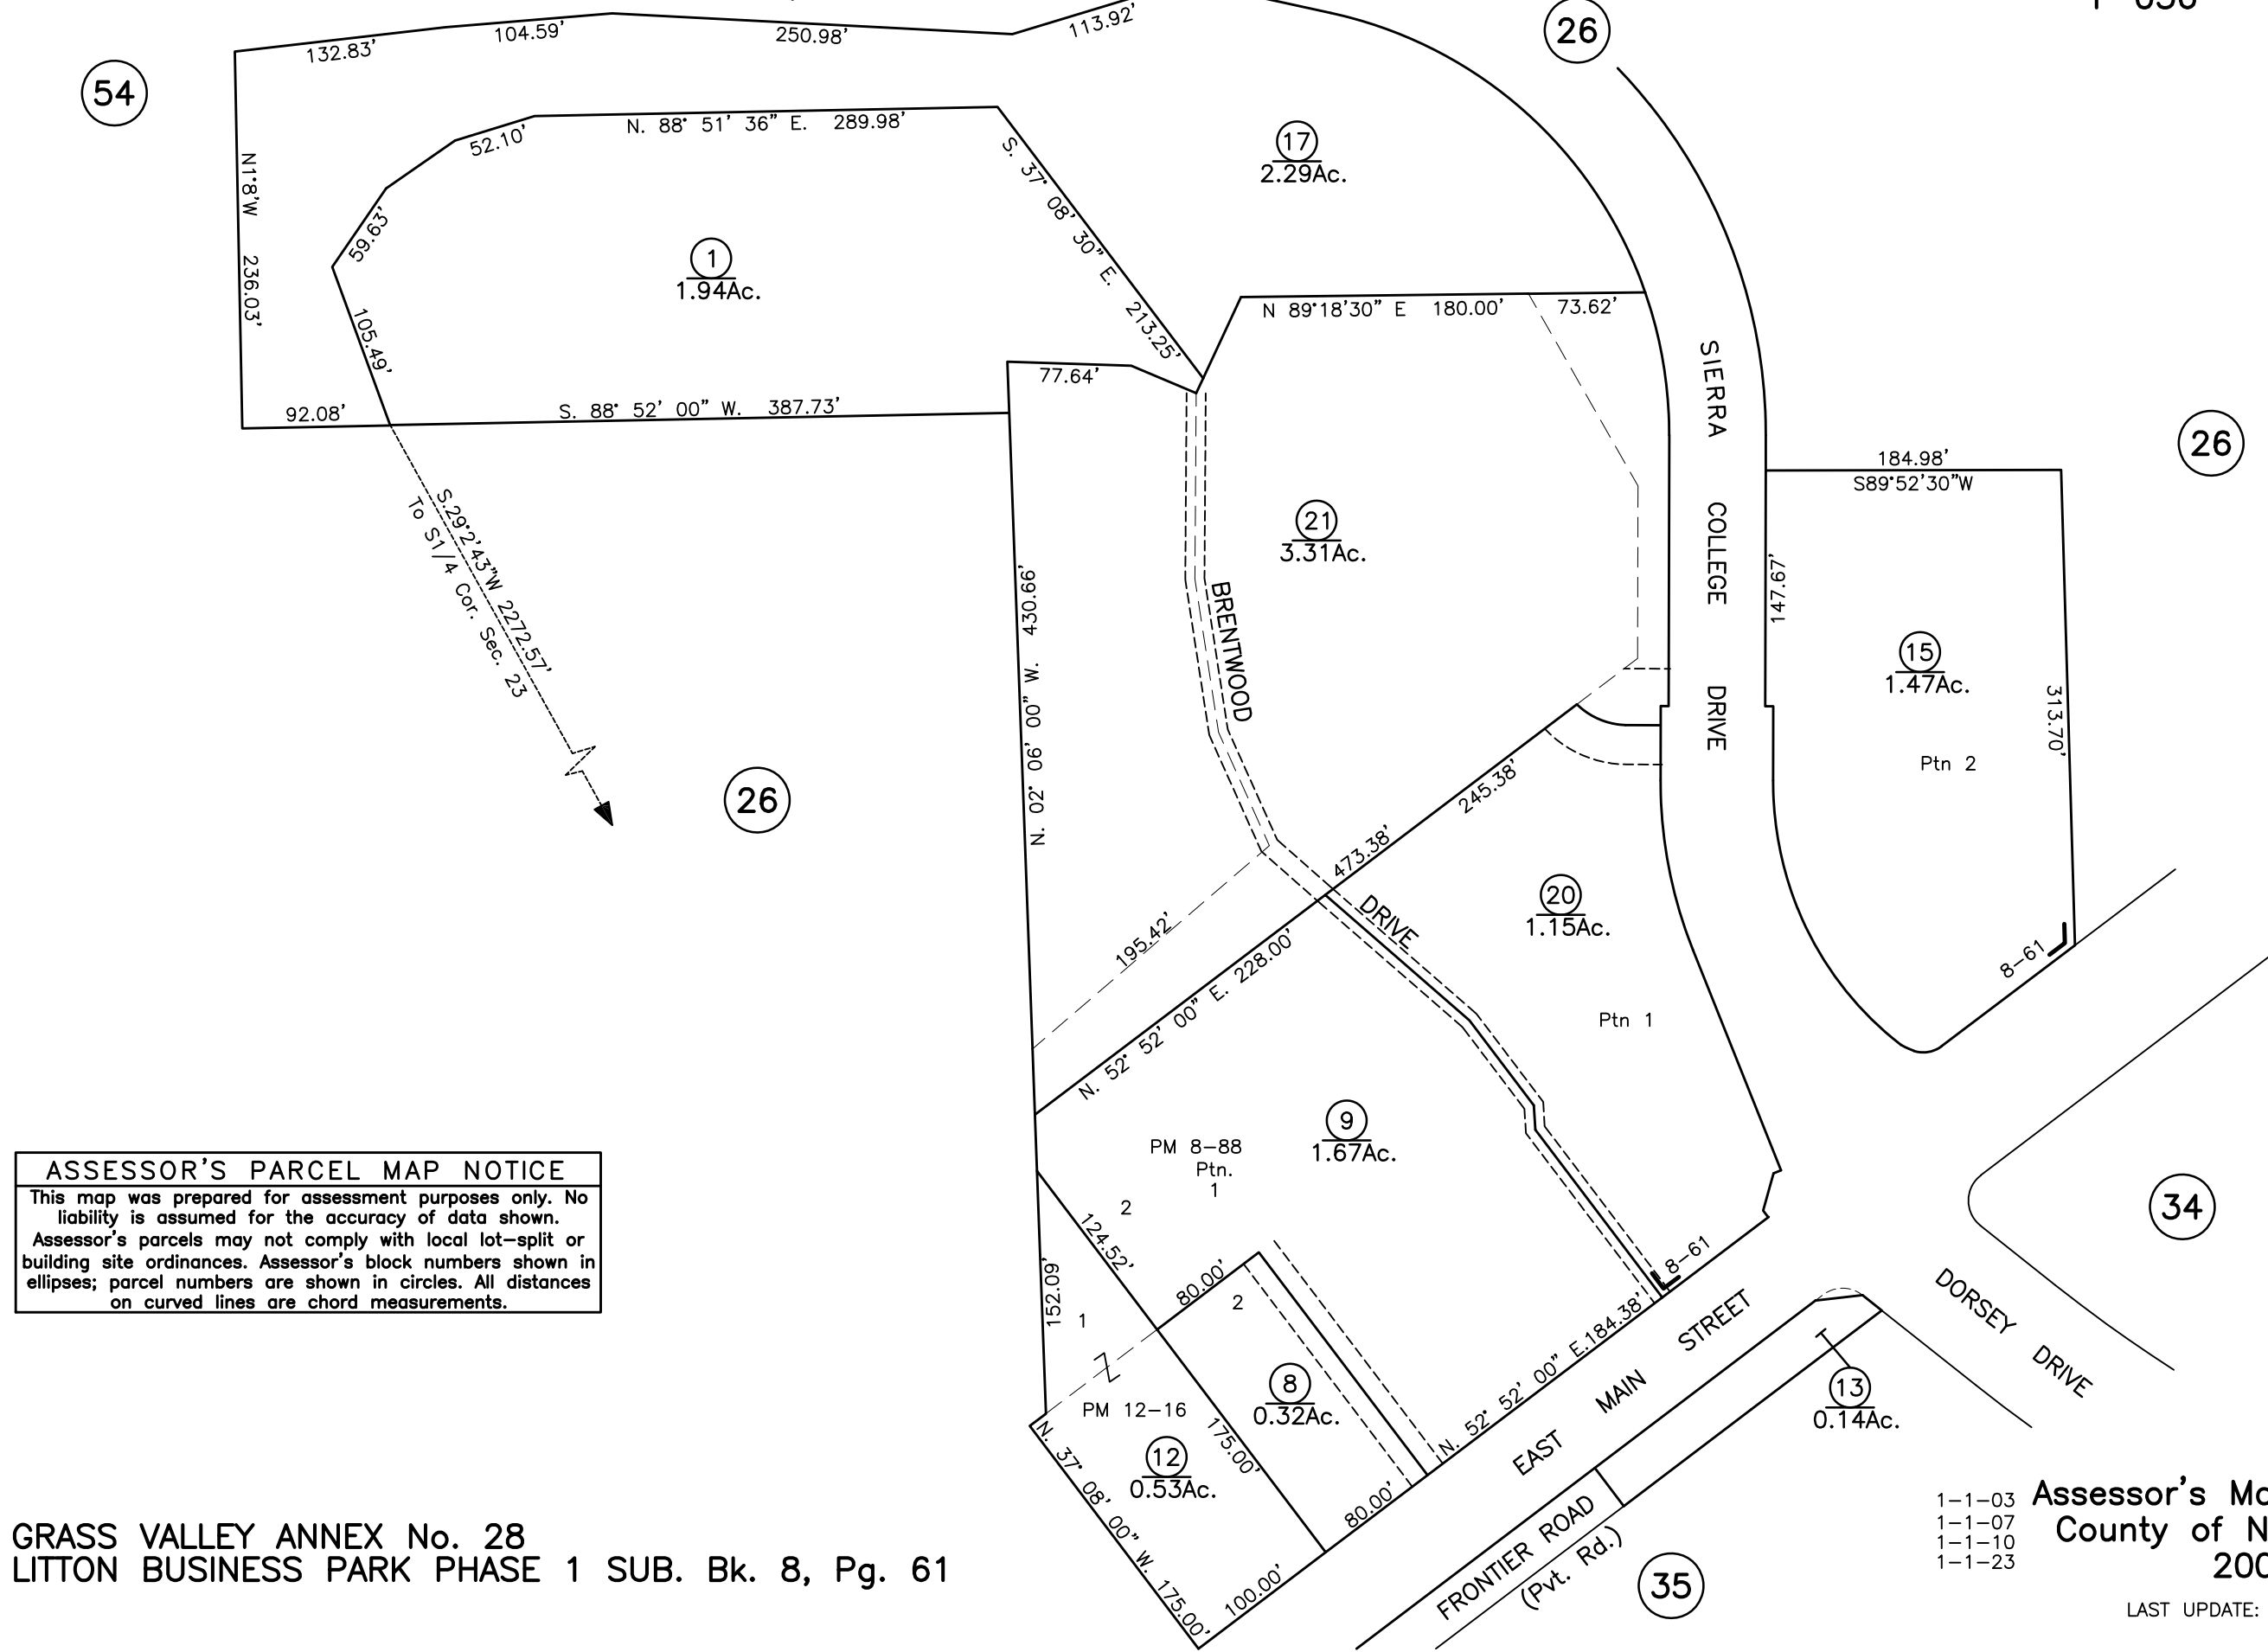 132.83'
104.59'
250.98'
113.92'
26
54
N. 88° 51' 36" E. 289.98'
52.10'
59.63'
N1°8'W 236.03'
105.49'
1
1.94Ac.
S. 37° 08' 30" E. 213.25'
17
2.29Ac.
N 89°18'30" E 180.00'
73.62'
77.64'
92.08'
S. 88° 52' 00" W. 387.73'
SIERRA COLLEGE DRIVE
26
184.98'
S89°52'30"W
S.29°2'43"W 2272.57'
To S1/4 Cor. Sec. 23
21
3.31Ac.
147.67'
15
1.47Ac.
313.70'
Ptn 2
N. 02° 06' 00" W. 430.66'
BRENTWOOD DRIVE
26
245.38'
473.38'
195.42'
20
1.15Ac.
8-61
Ptn 1
N. 52° 52' 00" E. 228.00'
9
1.67Ac.
PM 8-88
Ptn.
1
2
124.52'
80.00'
2
152.09'
1
8-61
34
ASSESSOR'S PARCEL MAP NOTICE
This map was prepared for assessment purposes only. No
liability is assumed for the accuracy of data shown.
Assessor's parcels may not comply with local lot-split or
building site ordinances. Assessor's block numbers shown in
ellipses; parcel numbers are shown in circles. All distances
on curved lines are chord measurements.
DORSEY DRIVE
8
0.32Ac.
PM 12-16
12
0.53Ac.
175.00'
N. 52° 52' 00" E. 184.38'
EAST MAIN STREET
13
0.14Ac.
N. 37° 08' 00" W. 175.00'
80.00'
100.00'
FRONTIER ROAD
(Pvt. Rd.)
35
GRASS VALLEY ANNEX No. 28
LITTON BUSINESS PARK PHASE 1 SUB. Bk. 8, Pg. 61
1-1-03
1-1-07
1-1-10
1-1-23
Assessor's
County of N
200
LAST UPDATE: